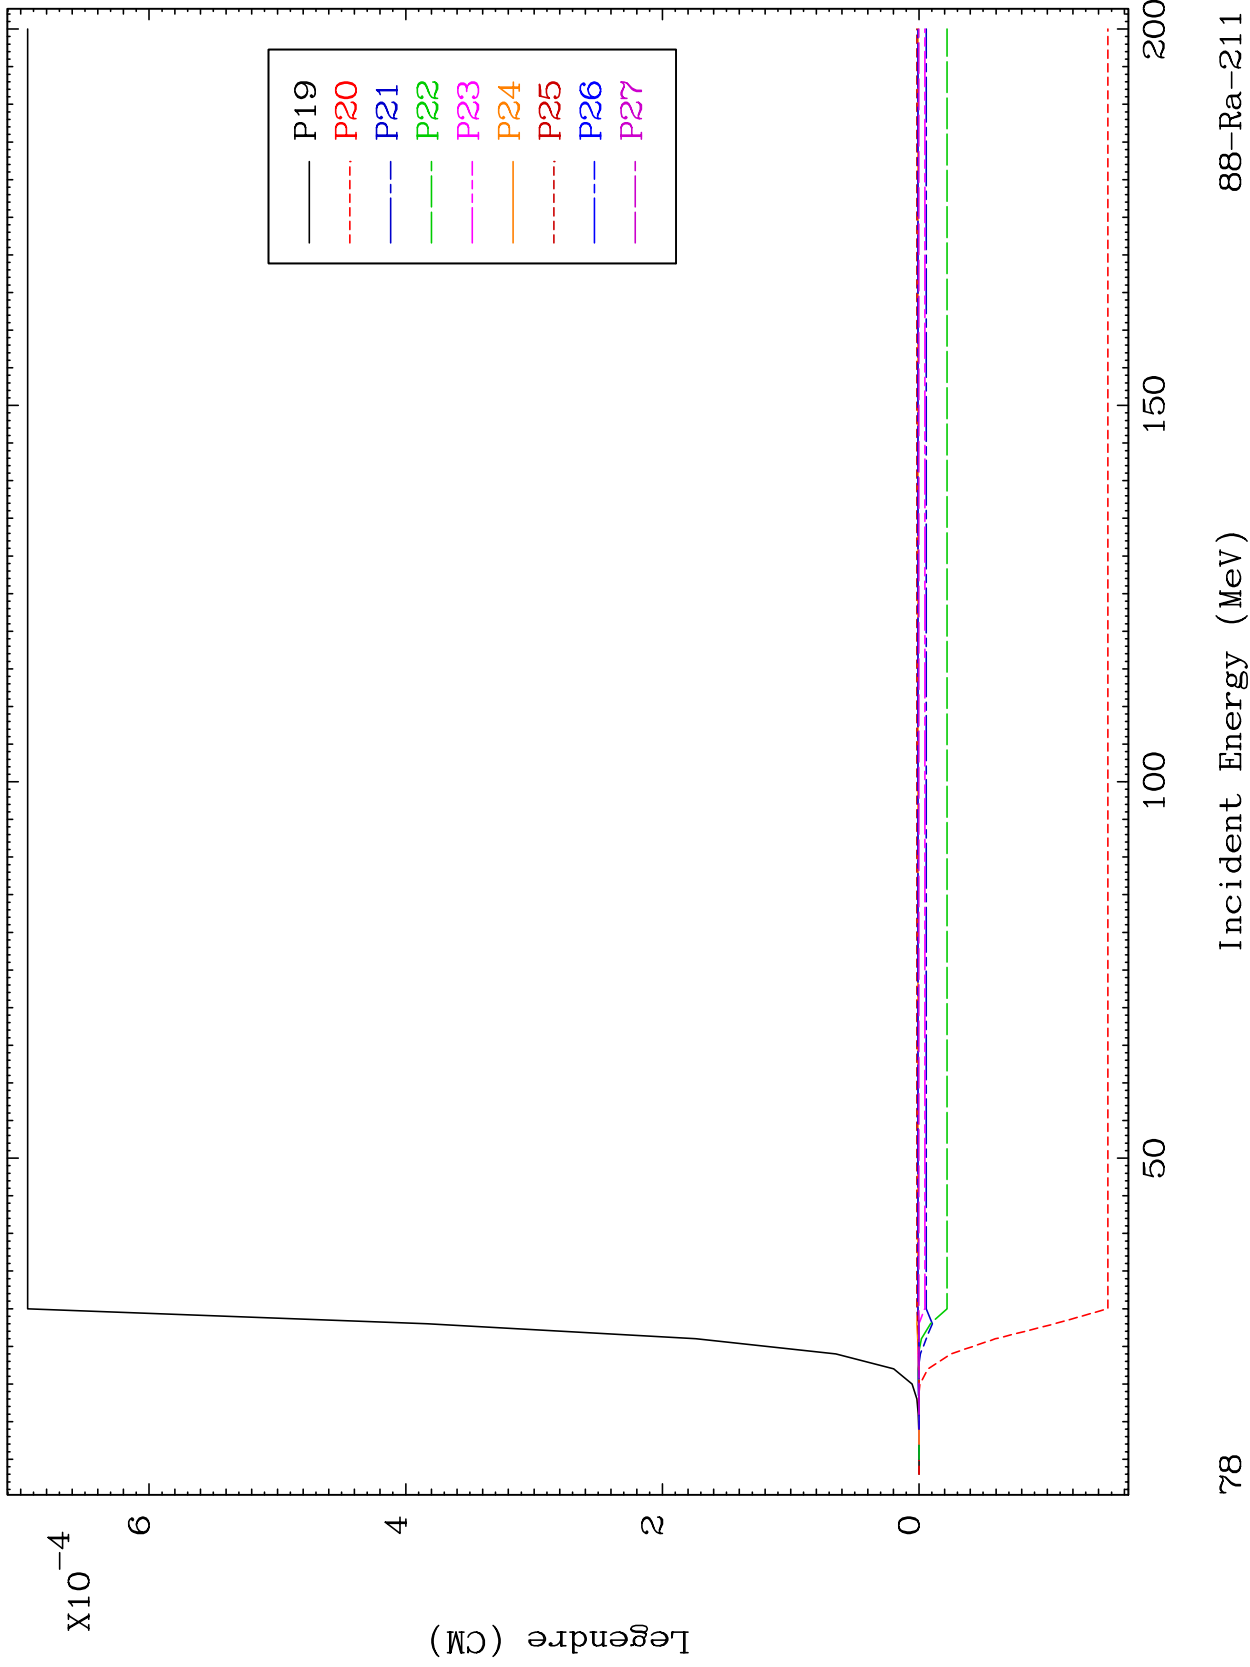 X10-4
Legendre (CM)
6
4
2
0
P19
P20
P21
P22
P23
P24
P25
P26
P27
50
100
150
200
Incident Energy (MeV)
78
88-Ra-211